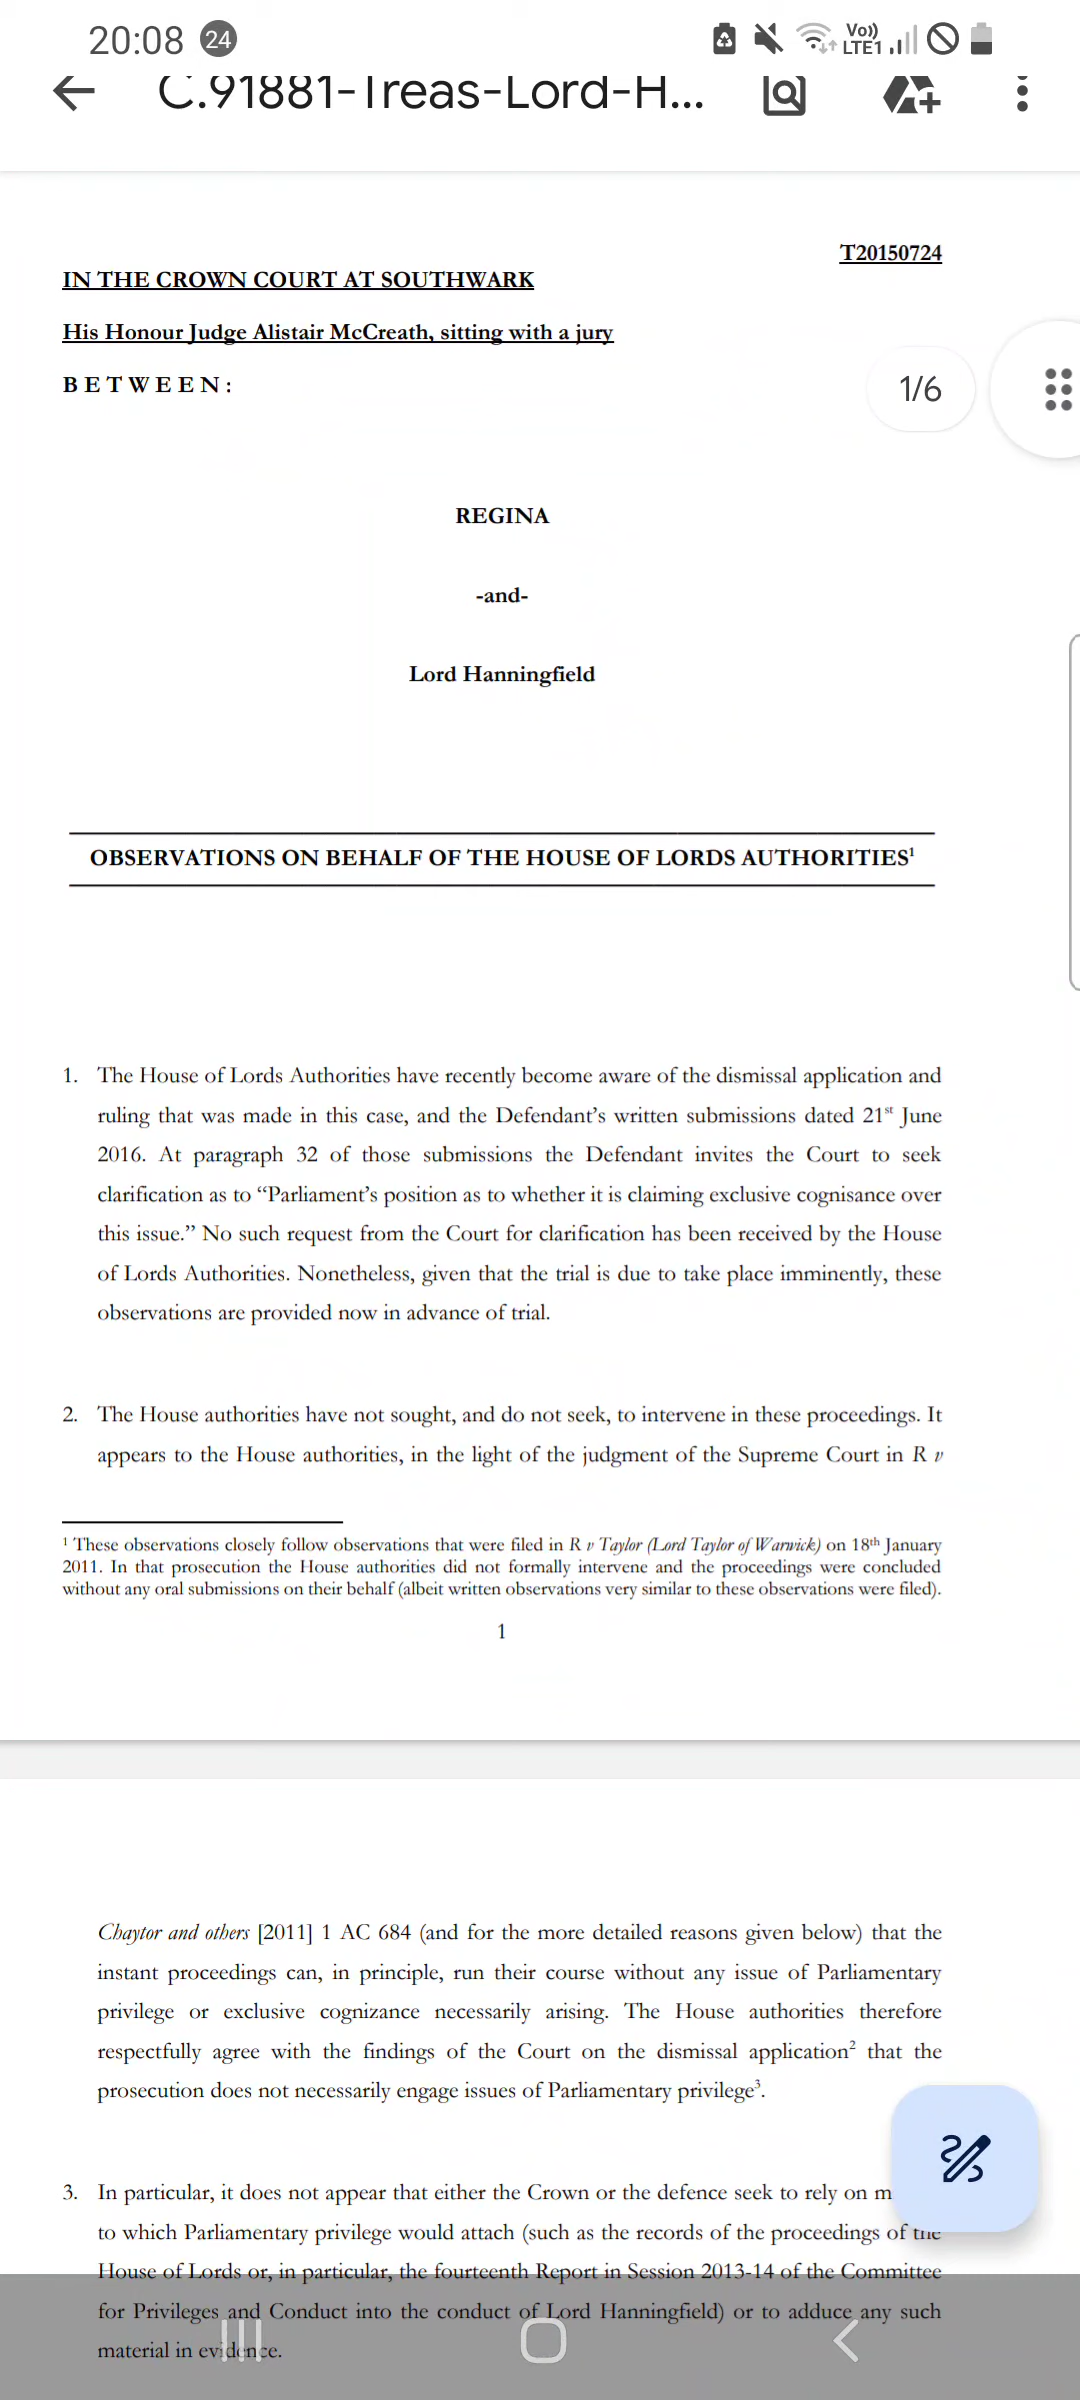 20:08 24 Vo)) LTE1
C.91881-Treas-Lord-H...
T20150724
IN THE CROWN COURT AT SOUTHWARK
His Honour Judge Alistair McCreath, sitting with a jury
B E T W E E N :
1/6
REGINA
-and-
Lord Hanningfield
OBSERVATIONS ON BEHALF OF THE HOUSE OF LORDS AUTHORITIES¹
1. The House of Lords Authorities have recently become aware of the dismissal application and
ruling that was made in this case, and the Defendant’s written submissions dated 21st June
2016. At paragraph 32 of those submissions the Defendant invites the Court to seek
clarification as to “Parliament’s position as to whether it is claiming exclusive cognisance over
this issue.” No such request from the Court for clarification has been received by the House
of Lords Authorities. Nonetheless, given that the trial is due to take place imminently, these
observations are provided now in advance of trial.
2. The House authorities have not sought, and do not seek, to intervene in these proceedings. It
appears to the House authorities, in the light of the judgment of the Supreme Court in R v
¹ These observations closely follow observations that were filed in R v Taylor (Lord Taylor of Warwick) on 18th January
2011. In that prosecution the House authorities did not formally intervene and the proceedings were concluded
without any oral submissions on their behalf (albeit written observations very similar to these observations were filed).
1
Chaytor and others [2011] 1 AC 684 (and for the more detailed reasons given below) that the
instant proceedings can, in principle, run their course without any issue of Parliamentary
privilege or exclusive cognizance necessarily arising. The House authorities therefore
respectfully agree with the findings of the Court on the dismissal application² that the
prosecution does not necessarily engage issues of Parliamentary privilege³.
3. In particular, it does not appear that either the Crown or the defence seek to rely on m
to which Parliamentary privilege would attach (such as the records of the proceedings of the
House of Lords or, in particular, the fourteenth Report in Session 2013-14 of the Committee
for Privileges and Conduct into the conduct of Lord Hanningfield) or to adduce any such
material in evidence.